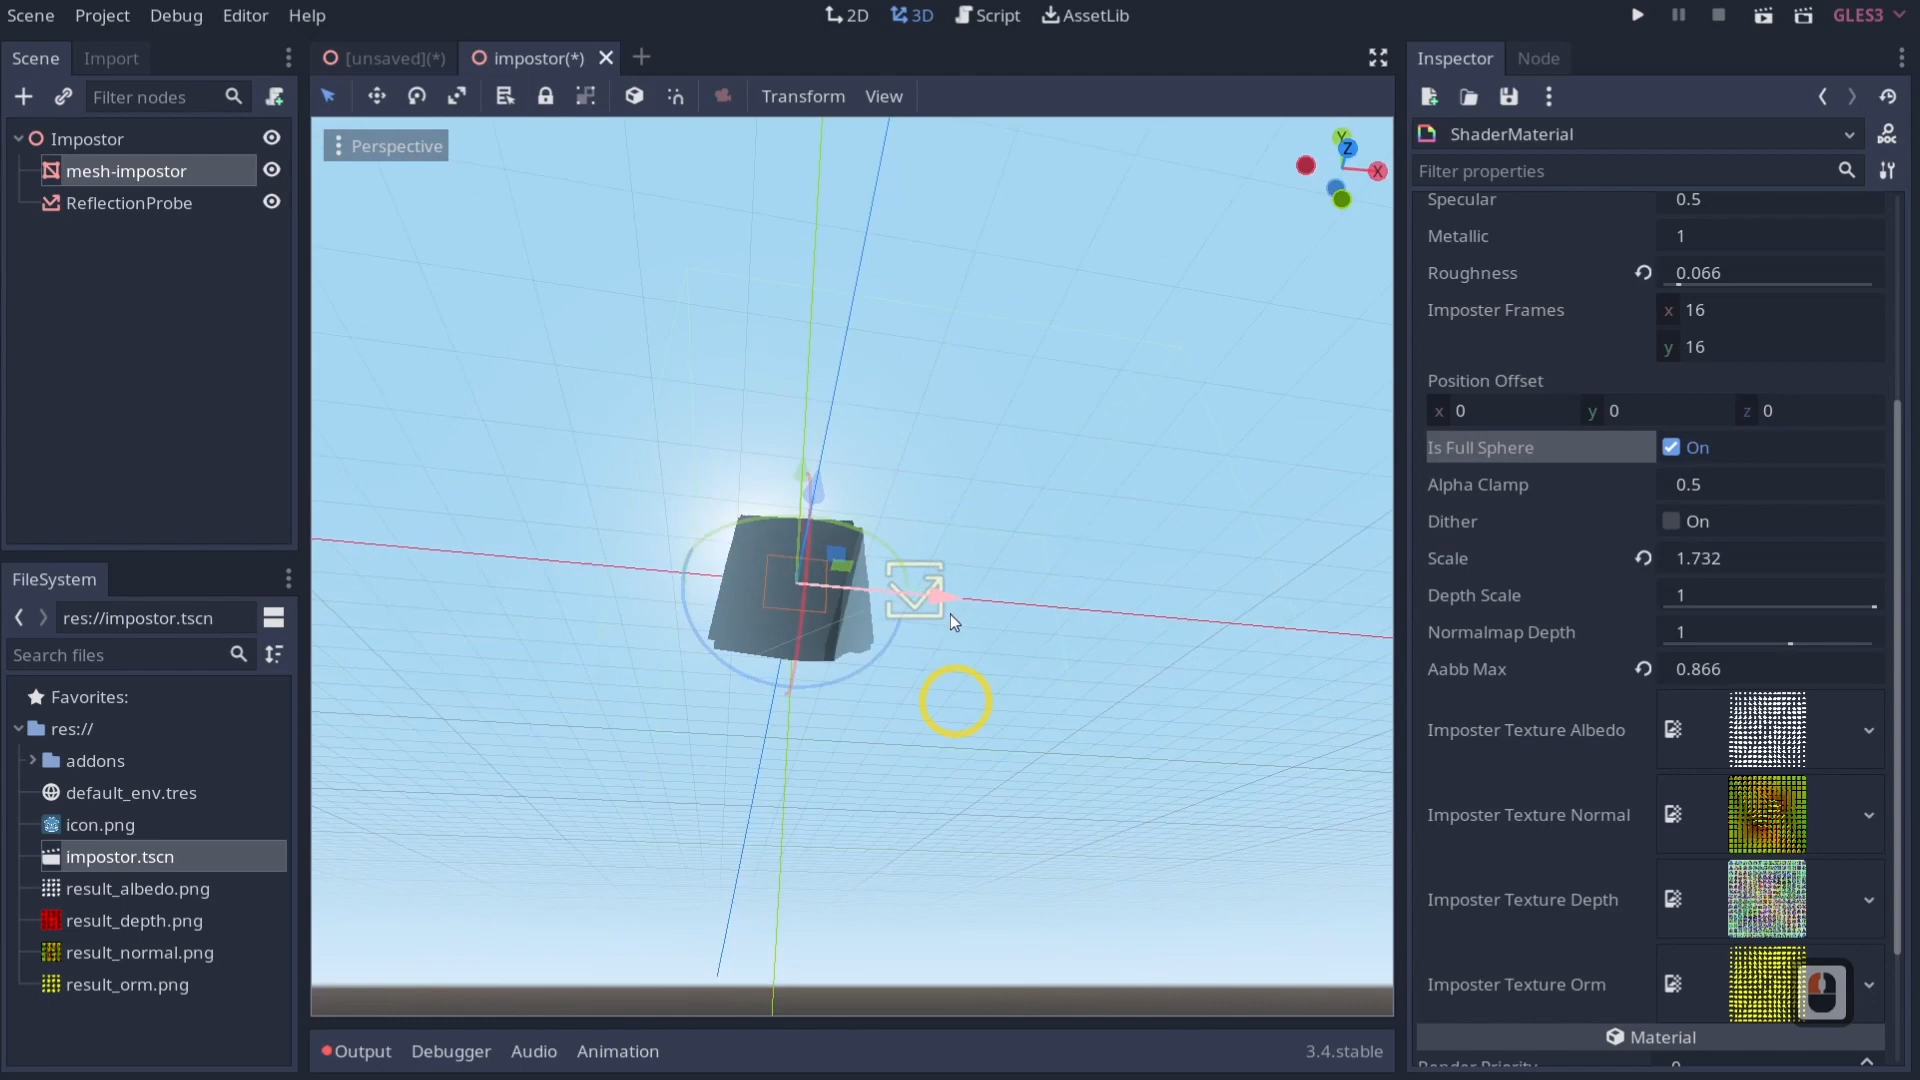 Scene Project Debug Editor Help
2D 3D Script AssetLib
GLES3
Scene Import
[unsaved](*) impostor(*)
Inspector Node
Filter nodes
Transform View
Impostor
mesh-impostor
ReflectionProbe
Perspective
Y
Z
X
ShaderMaterial
Filter properties
Specular 0.5
Metallic 1
Roughness 0.066
Imposter Frames x 16
y 16
Position Offset
x 0 y 0 z 0
Is Full Sphere On
Alpha Clamp 0.5
Dither On
Scale 1.732
Depth Scale 1
Normalmap Depth 1
Aabb Max 0.866
Imposter Texture Albedo
Imposter Texture Normal
Imposter Texture Depth
Imposter Texture Orm
Material
Render Priority 0
FileSystem
res://impostor.tscn
Search files
Favorites:
res://
addons
default_env.tres
icon.png
impostor.tscn
result_albedo.png
result_depth.png
result_normal.png
result_orm.png
Output Debugger Audio Animation 3.4.stable